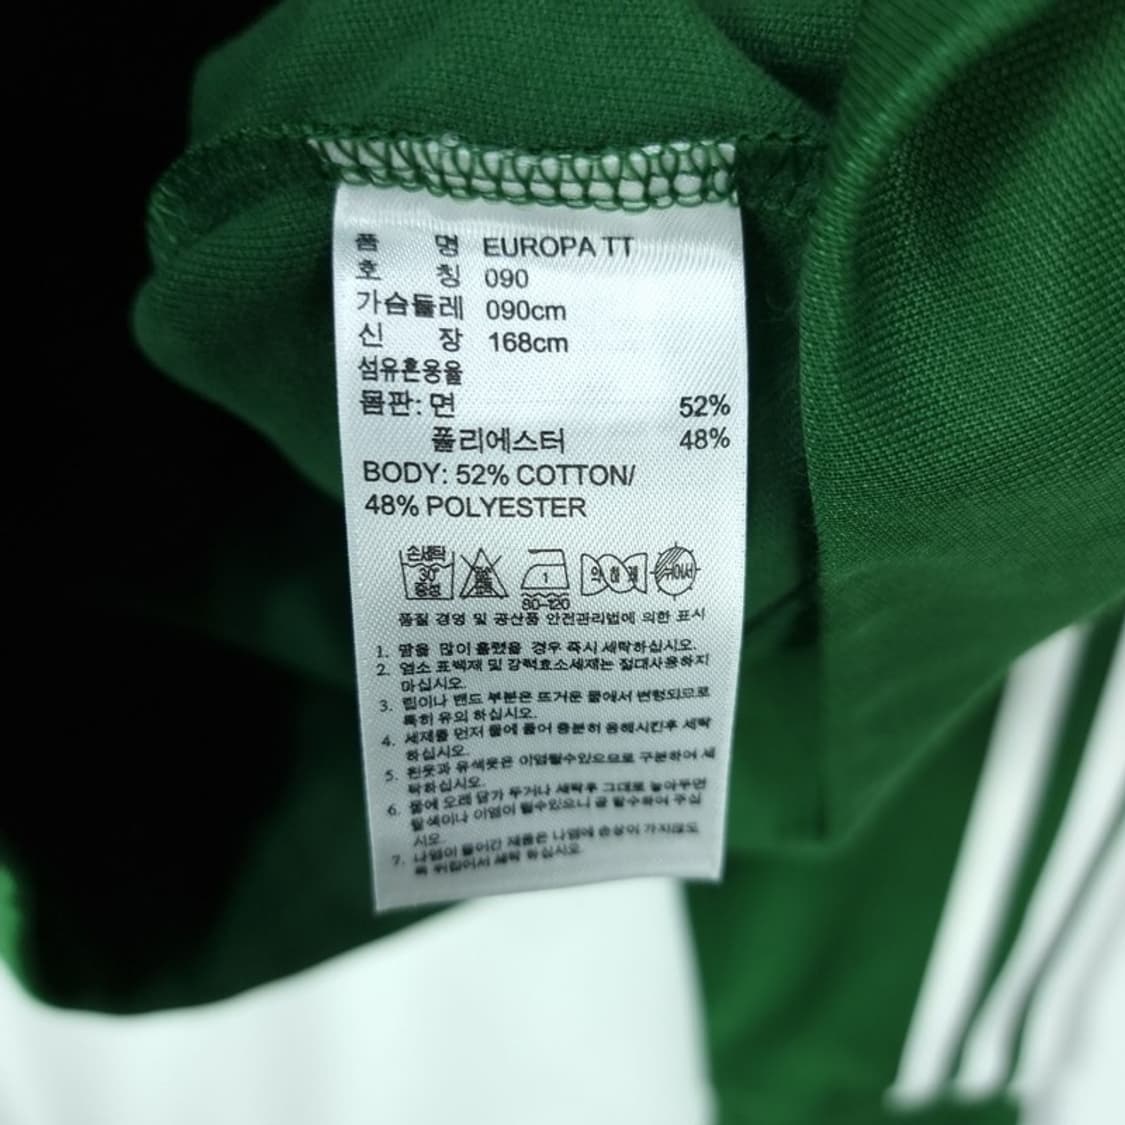 품 명 EUROPA TT
호 칭 090
가슴둘레 090cm
신 장 168cm
섬유혼용율
몸판: 면 52%
폴리에스터 48%
BODY: 52% COTTON/
48% POLYESTER
손세탁
30°
중성
1
80-120
약하게
뉘어서
품질 경영 및 공산품 안전관리법에 의한 표시
1. 땀을 많이 흘렸을 경우 즉시 세탁하십시오.
2. 염소 표백제 및 강력효소세제는 절대사용하지
마십시오.
3. 립이나 밴드 부분은 뜨거운 물에서 변형되므로
특히 유의 하십시오.
4. 세제를 먼저 물에 풀어 충분히 용해시킨후 세탁
하십시오.
5. 흰옷과 유색옷은 이염될수있으므로 구분하여 세
탁하십시오.
6. 물에 오래 담가 두거나 세탁후 그대로 놓아두면
탈색이나 이염이 될수있으니 곧 탈수하여 주십
시오.
7. 나염이 들어간 제품은 나염에 손상이 가지않도
록 뒤집어서 세탁 하십시오.